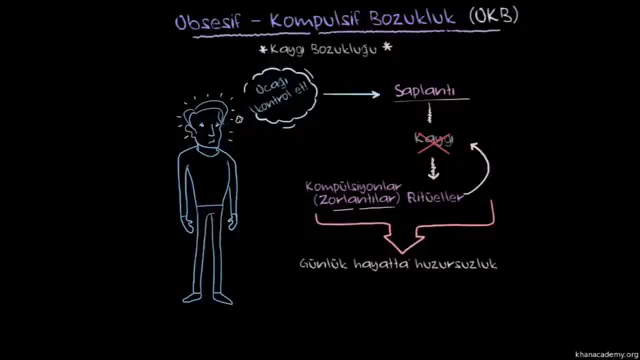 Obsesif - Kompulsif Bozukluk (OKB)
*Kaygı Bozukluğu*
Ocağı
kontrol et!
Saplantı
Kaygı
Kompülsiyonlar
(Zorlantılar) Ritüeller
Günlük hayatta huzursuzluk
khanacademy.org